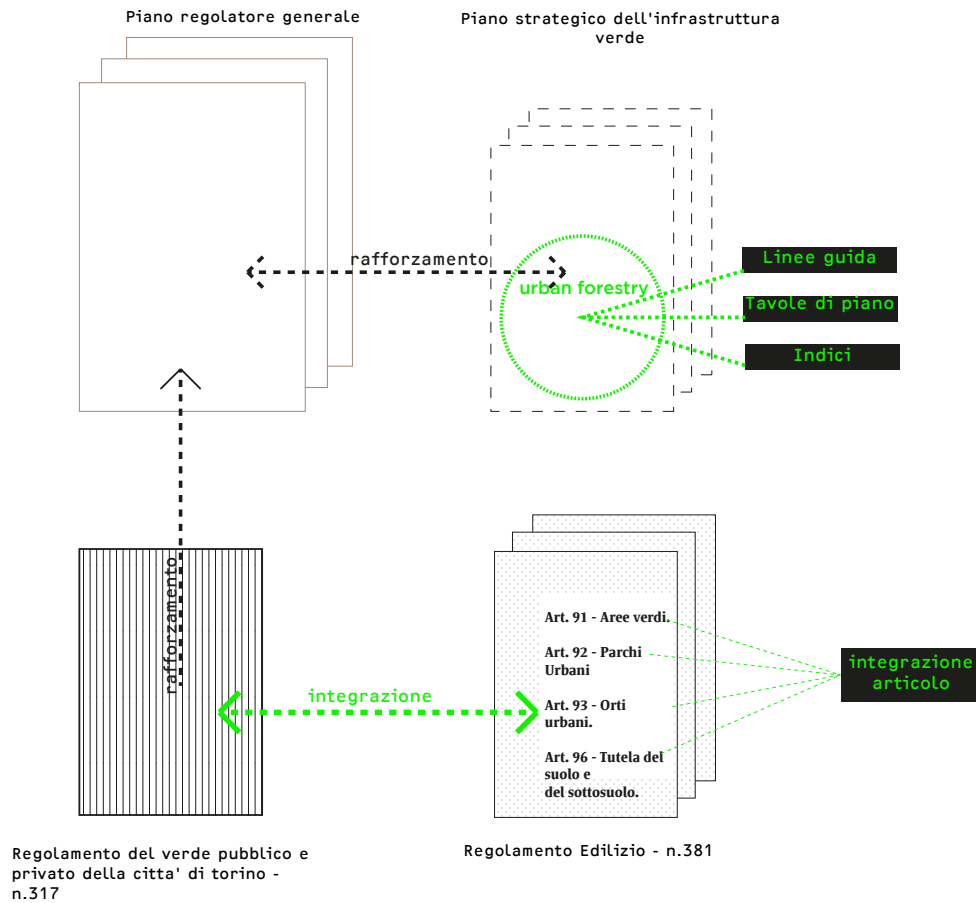 Piano regolatore generale
Piano strategico dell'infrastruttura
verde
rafforzamento
urban forestry
Linee guida
Tavole di piano
Indici
rafforzamento
integrazione
Art. 91 - Aree verdi.
Art. 92 - Parchi
Urbani
Art. 93 - Orti
urbani.
Art. 96 - Tutela del
suolo e
del sottosuolo.
integrazione
articolo
Regolamento del verde pubblico e
privato della citta' di torino -
n.317
Regolamento Edilizio - n.381